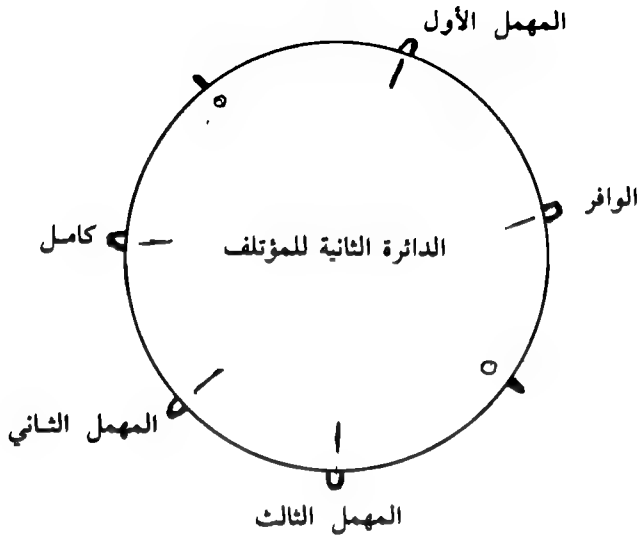 المهمل الأول
الوافر
كامل
الدائرة الثانية للمؤتلف
المهمل الثاني
المهمل الثالث